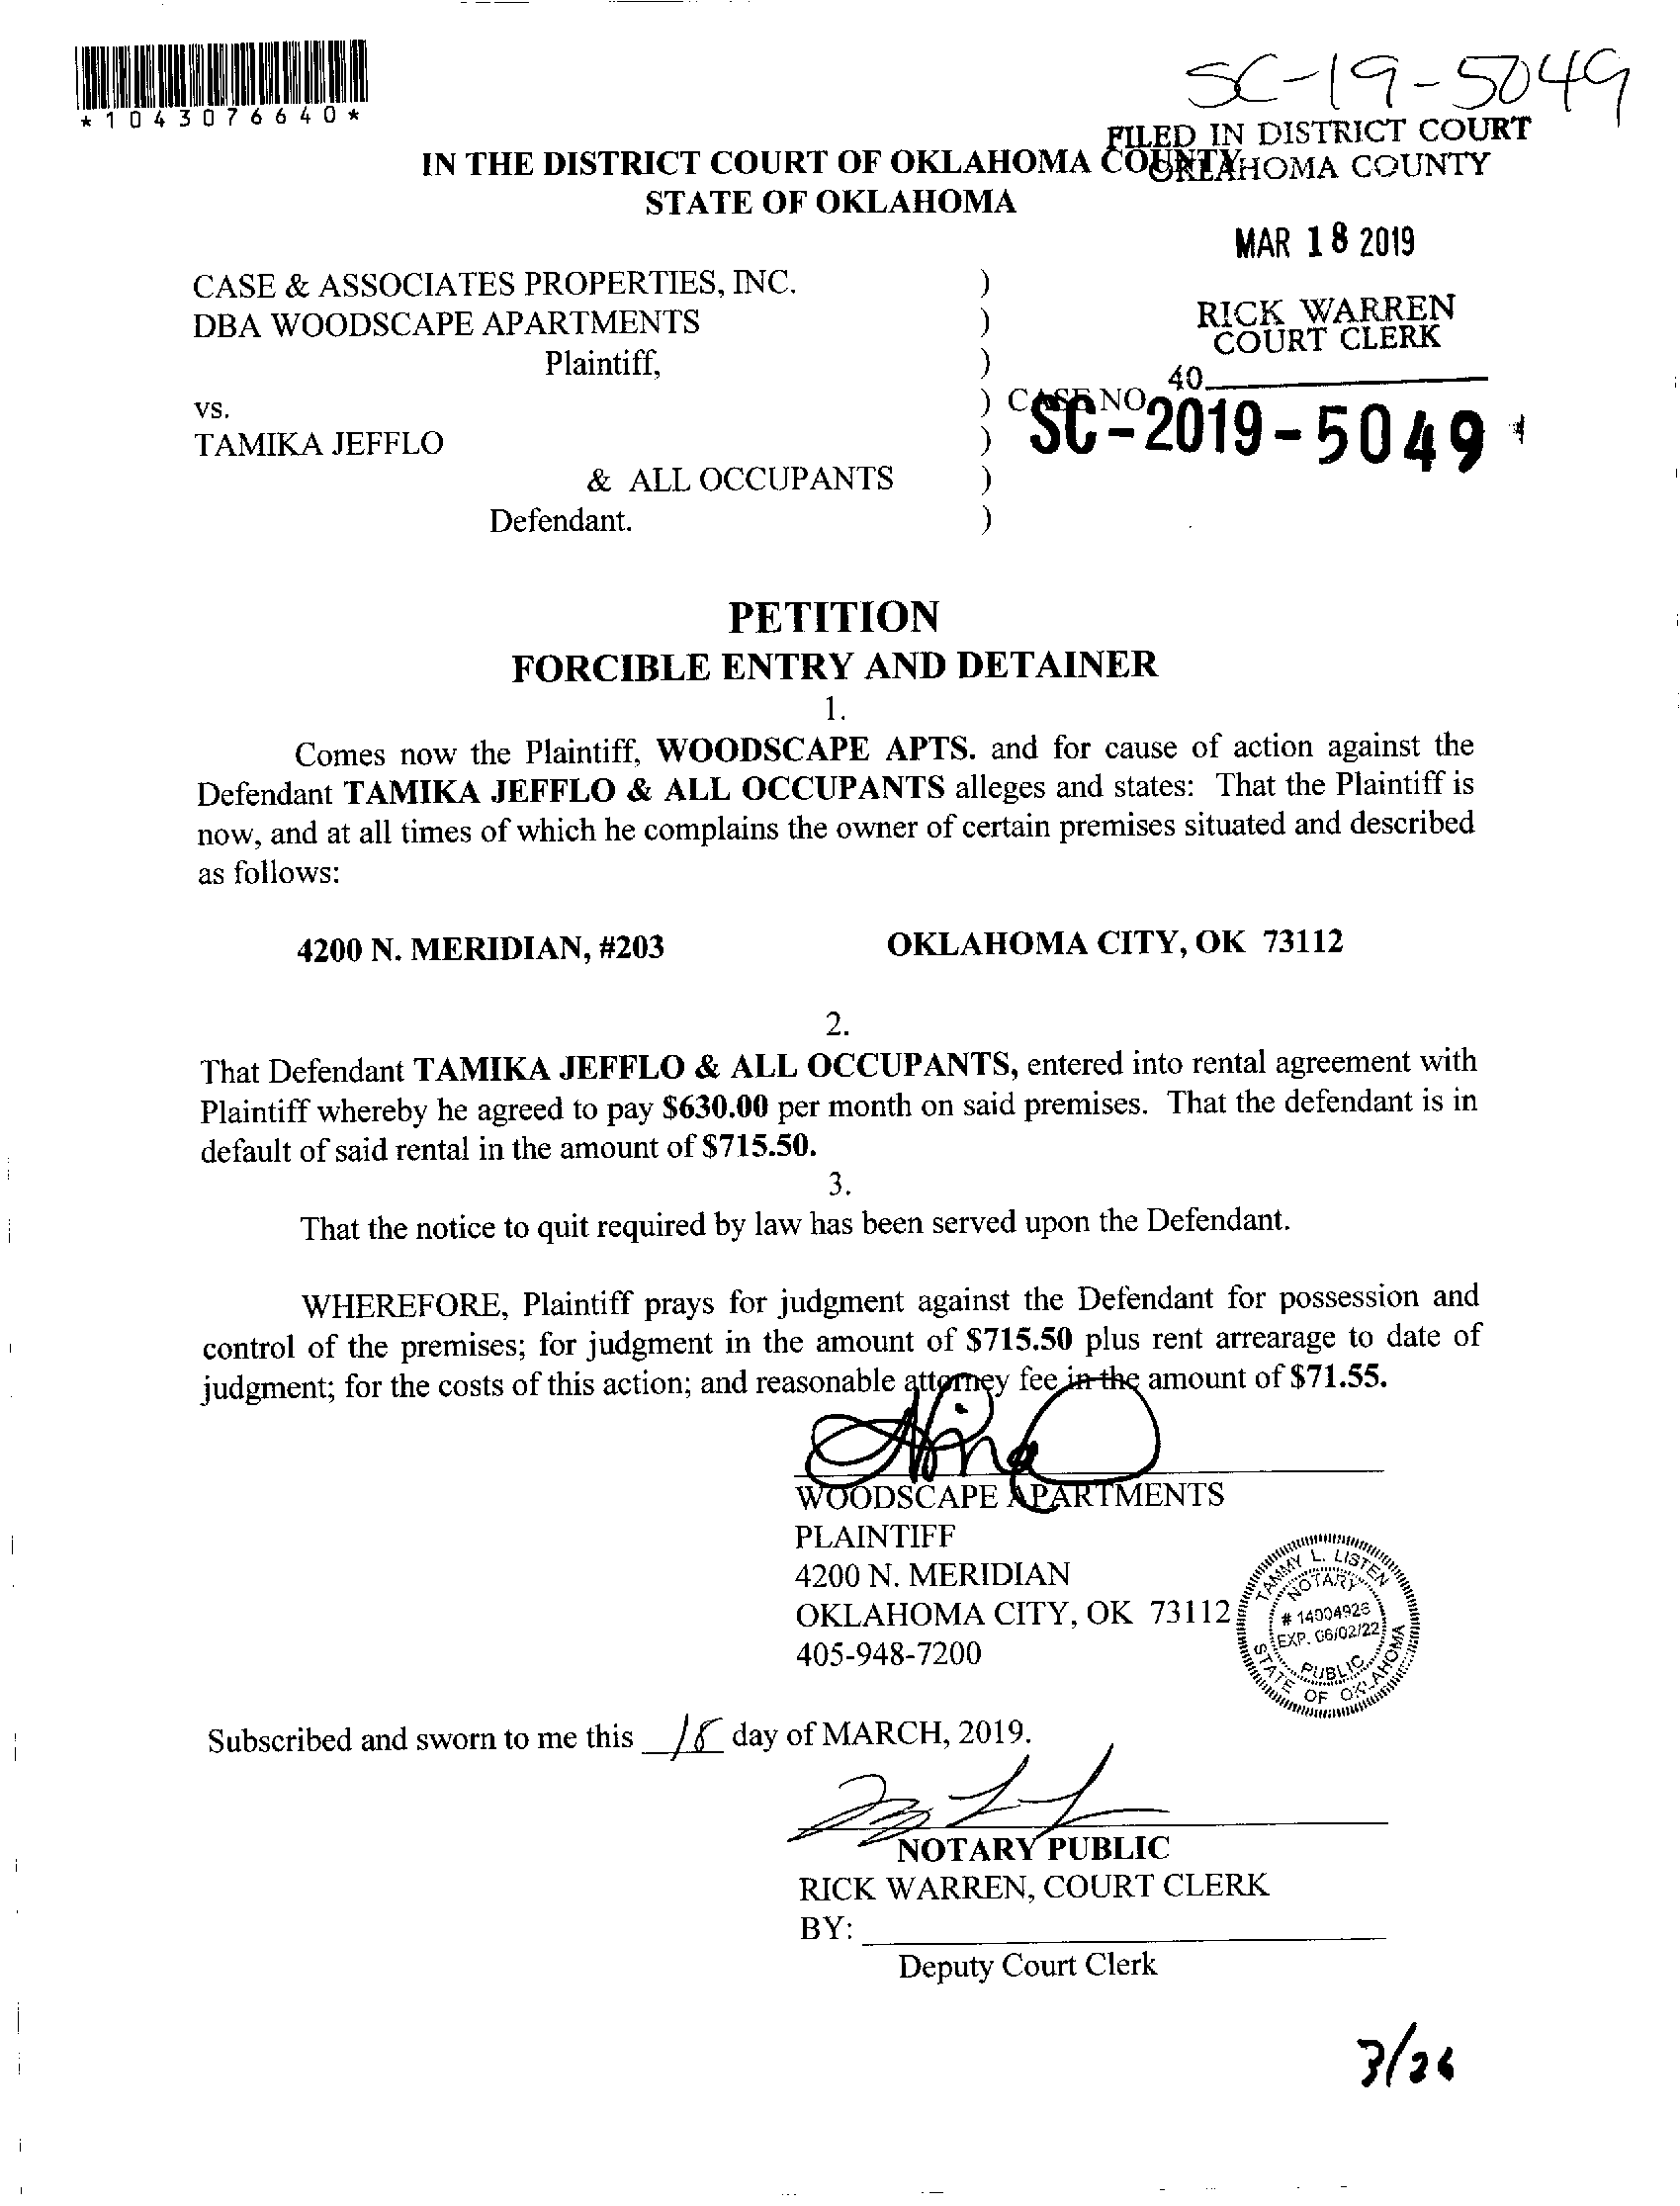 *1043076640*
SC-19-5049
FILED IN DISTRICT COURT
OKLAHOMA COUNTY
IN THE DISTRICT COURT OF OKLAHOMA COUNTY
STATE OF OKLAHOMA
MAR 18 2019
CASE & ASSOCIATES PROPERTIES, INC. )
DBA WOODSCAPE APARTMENTS )
RICK WARREN
COURT CLERK
Plaintiff, )
40
vs. ) CASE NO.
SC-2019-5049
TAMIKA JEFFLO )
& ALL OCCUPANTS )
Defendant. )
PETITION
FORCIBLE ENTRY AND DETAINER
1.
Comes now the Plaintiff, WOODSCAPE APTS. and for cause of action against the
Defendant TAMIKA JEFFLO & ALL OCCUPANTS alleges and states: That the Plaintiff is
now, and at all times of which he complains the owner of certain premises situated and described
as follows:
4200 N. MERIDIAN, #203 OKLAHOMA CITY, OK 73112
2.
That Defendant TAMIKA JEFFLO & ALL OCCUPANTS, entered into rental agreement with
Plaintiff whereby he agreed to pay $630.00 per month on said premises. That the defendant is in
default of said rental in the amount of $715.50.
3.
That the notice to quit required by law has been served upon the Defendant.
WHEREFORE, Plaintiff prays for judgment against the Defendant for possession and
control of the premises; for judgment in the amount of $715.50 plus rent arrearage to date of
judgment; for the costs of this action; and reasonable attorney fee in the amount of $71.55.
WOODSCAPE APARTMENTS
PLAINTIFF
4200 N. MERIDIAN
OKLAHOMA CITY, OK 73112
405-948-7200
TAMMY L. LISTEN
NOTARY
# 14004926
EXP. 06/02/22
PUBLIC
STATE OF OKLAHOMA
Subscribed and sworn to me this 18 day of MARCH, 2019.
NOTARY PUBLIC
RICK WARREN, COURT CLERK
BY:
Deputy Court Clerk
3/26